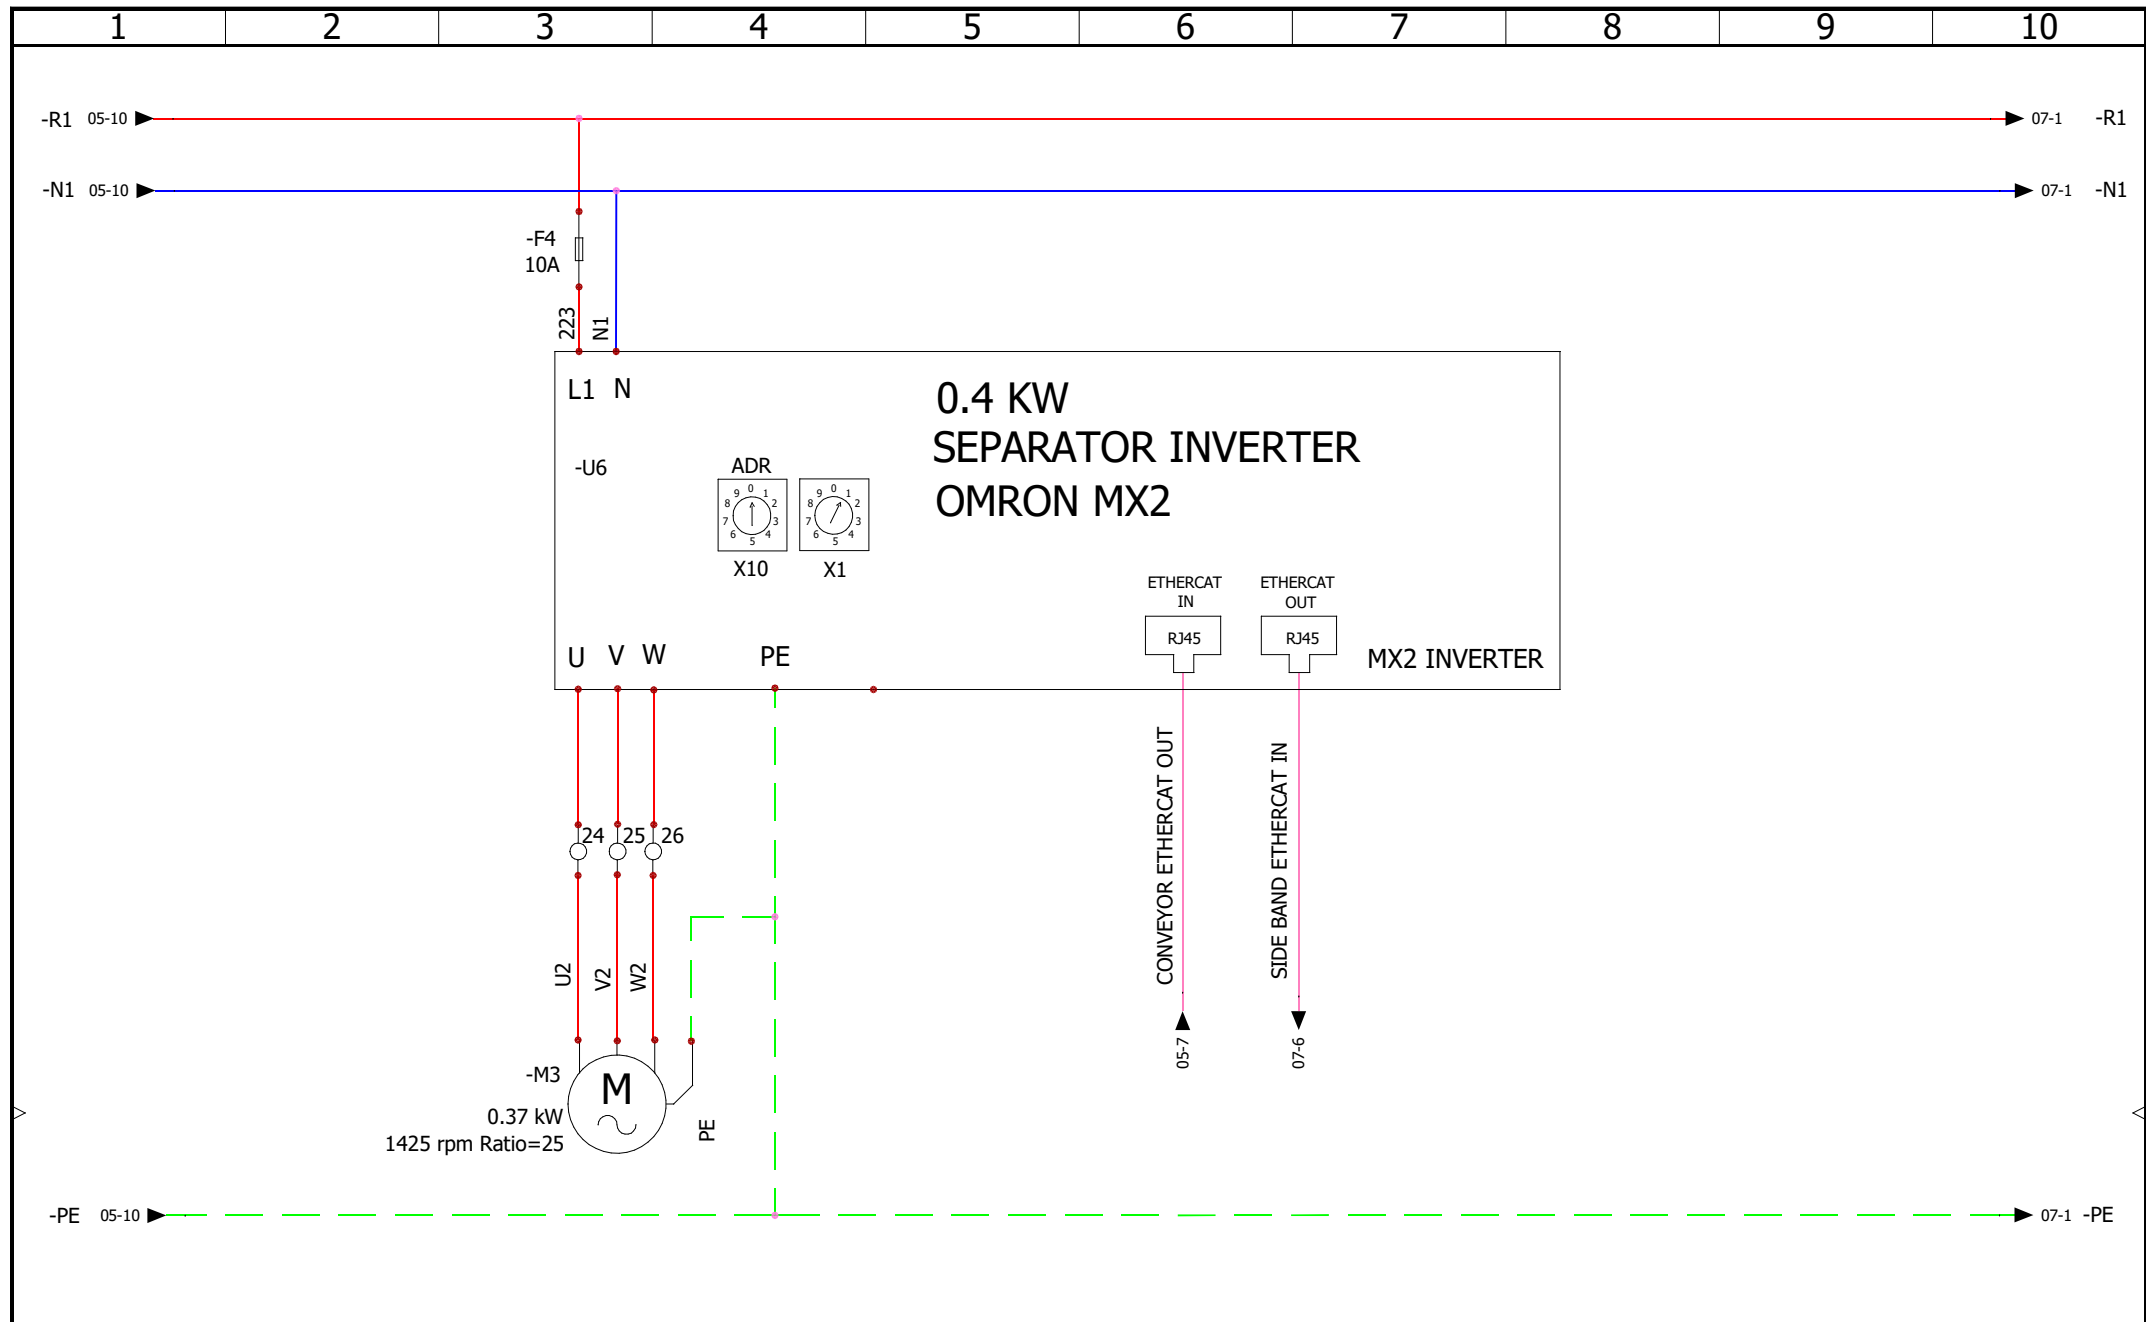 1 2 3 4 5 6 7 8 9 10
-R1 05-10 07-1 -R1
-N1 05-10 07-1 -N1
-F4
10A
223 N1
L1 N
0.4 KW
SEPARATOR INVERTER
OMRON MX2
-U6
ADR
0 1 2 3 4 5 6 7 8 9
0 1 2 3 4 5 6 7 8 9
X10 X1
ETHERCAT
IN
ETHERCAT
OUT
RJ45 RJ45
U V W PE
MX2 INVERTER
CONVEYOR ETHERCAT OUT
SIDE BAND ETHERCAT IN
24 25 26
U2 V2 W2
05-7 07-6
-M3
M
0.37 kW
1425 rpm Ratio=25
PE
-PE 05-10 07-1 -PE